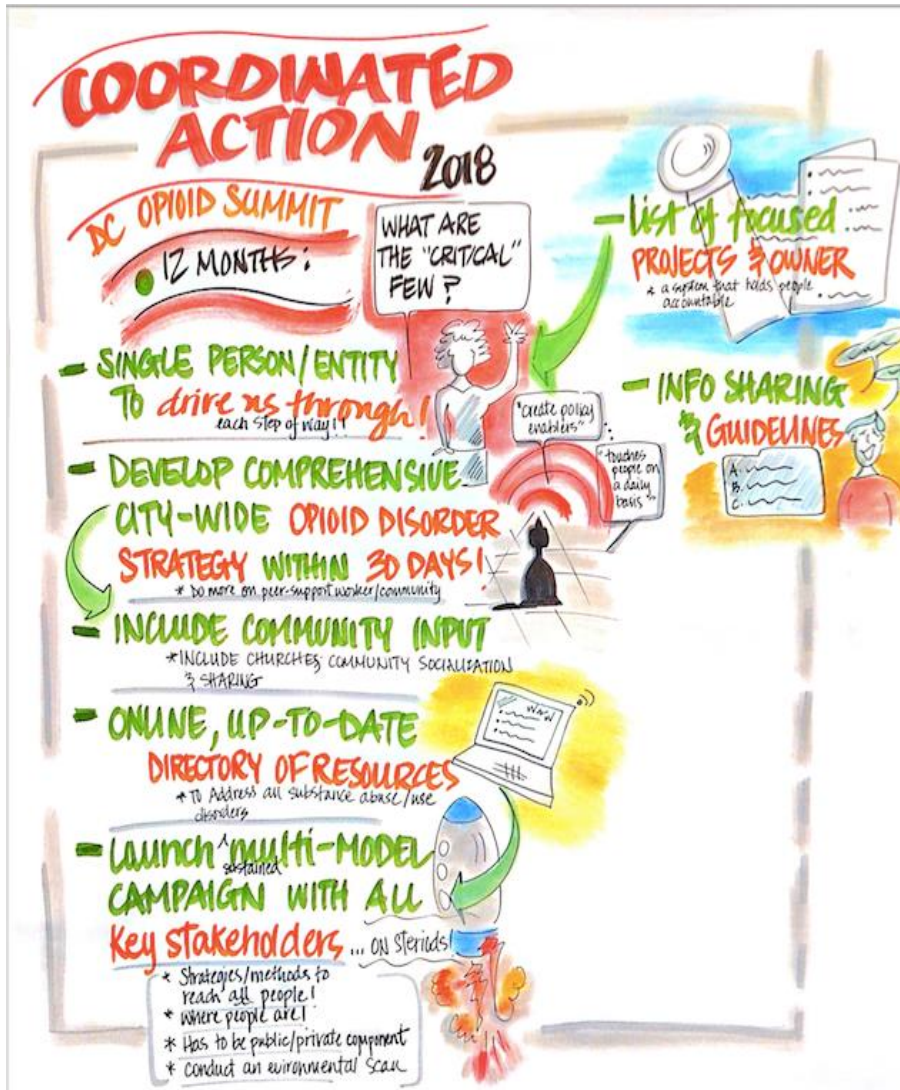 COORDINATED
ACTION
2018
DC OPIOID SUMMIT
12 MONTHS:
WHAT ARE
THE "CRITICAL"
FEW?
- SINGLE PERSON/ENTITY
TO drive us through!
each step of way!!
- DEVELOP COMPREHENSIVE
CITY-WIDE OPIOID DISORDER
STRATEGY WITHIN 30 DAYS!
* Do more on peer-support worker/community
"create policy
enablers"
"touches
people on
a daily
basis"
- INCLUDE COMMUNITY INPUT
* INCLUDE CHURCHES, COMMUNITY SOCIALIZATION
& SHARING
- ONLINE, UP-TO-DATE
DIRECTORY OF RESOURCES
* To Address all substance abuse/use
disorders
WWW
- Launch ^ multi-MODEL
sustained
CAMPAIGN WITH ALL
Key stakeholders ... ON Steriods!
* Strategies/methods to
reach all people!
* Where people are!
* Has to be public/private component
* Conduct an evironmental scan
- List of focused
PROJECTS & OWNER
* a system that holds people
accountable
- INFO SHARING
& GUIDELINES
A.
B.
C.